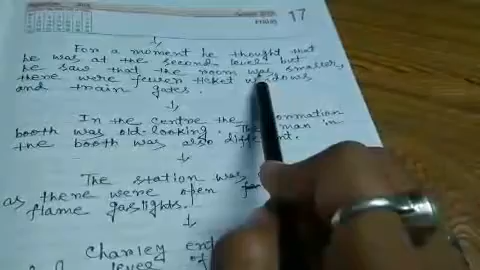 17
For a moment he thought that
he was at the second level but
he saw that the room was smaller,
there were fewer ticket windows
and train gates.
In the centre the information
booth was old-looking. The man in
the booth was also different.
The station was
as there were open
flame gaslights.
Charley
level of